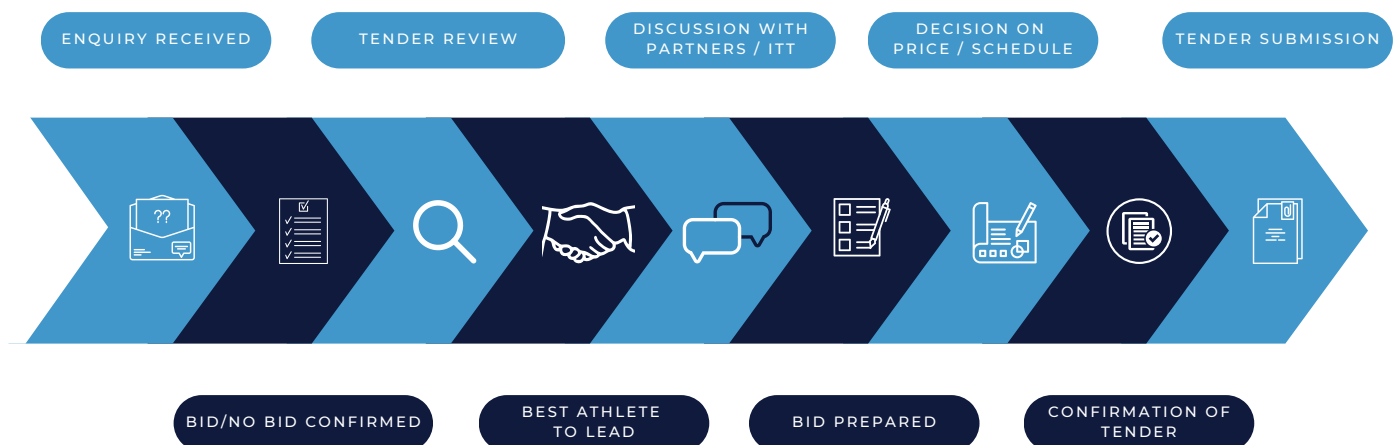 ENQUIRY RECEIVED
TENDER REVIEW
DISCUSSION WITH
PARTNERS / ITT
DECISION ON
PRICE / SCHEDULE
TENDER SUBMISSION
??
BID/NO BID CONFIRMED
BEST ATHLETE
TO LEAD
BID PREPARED
CONFIRMATION OF
TENDER